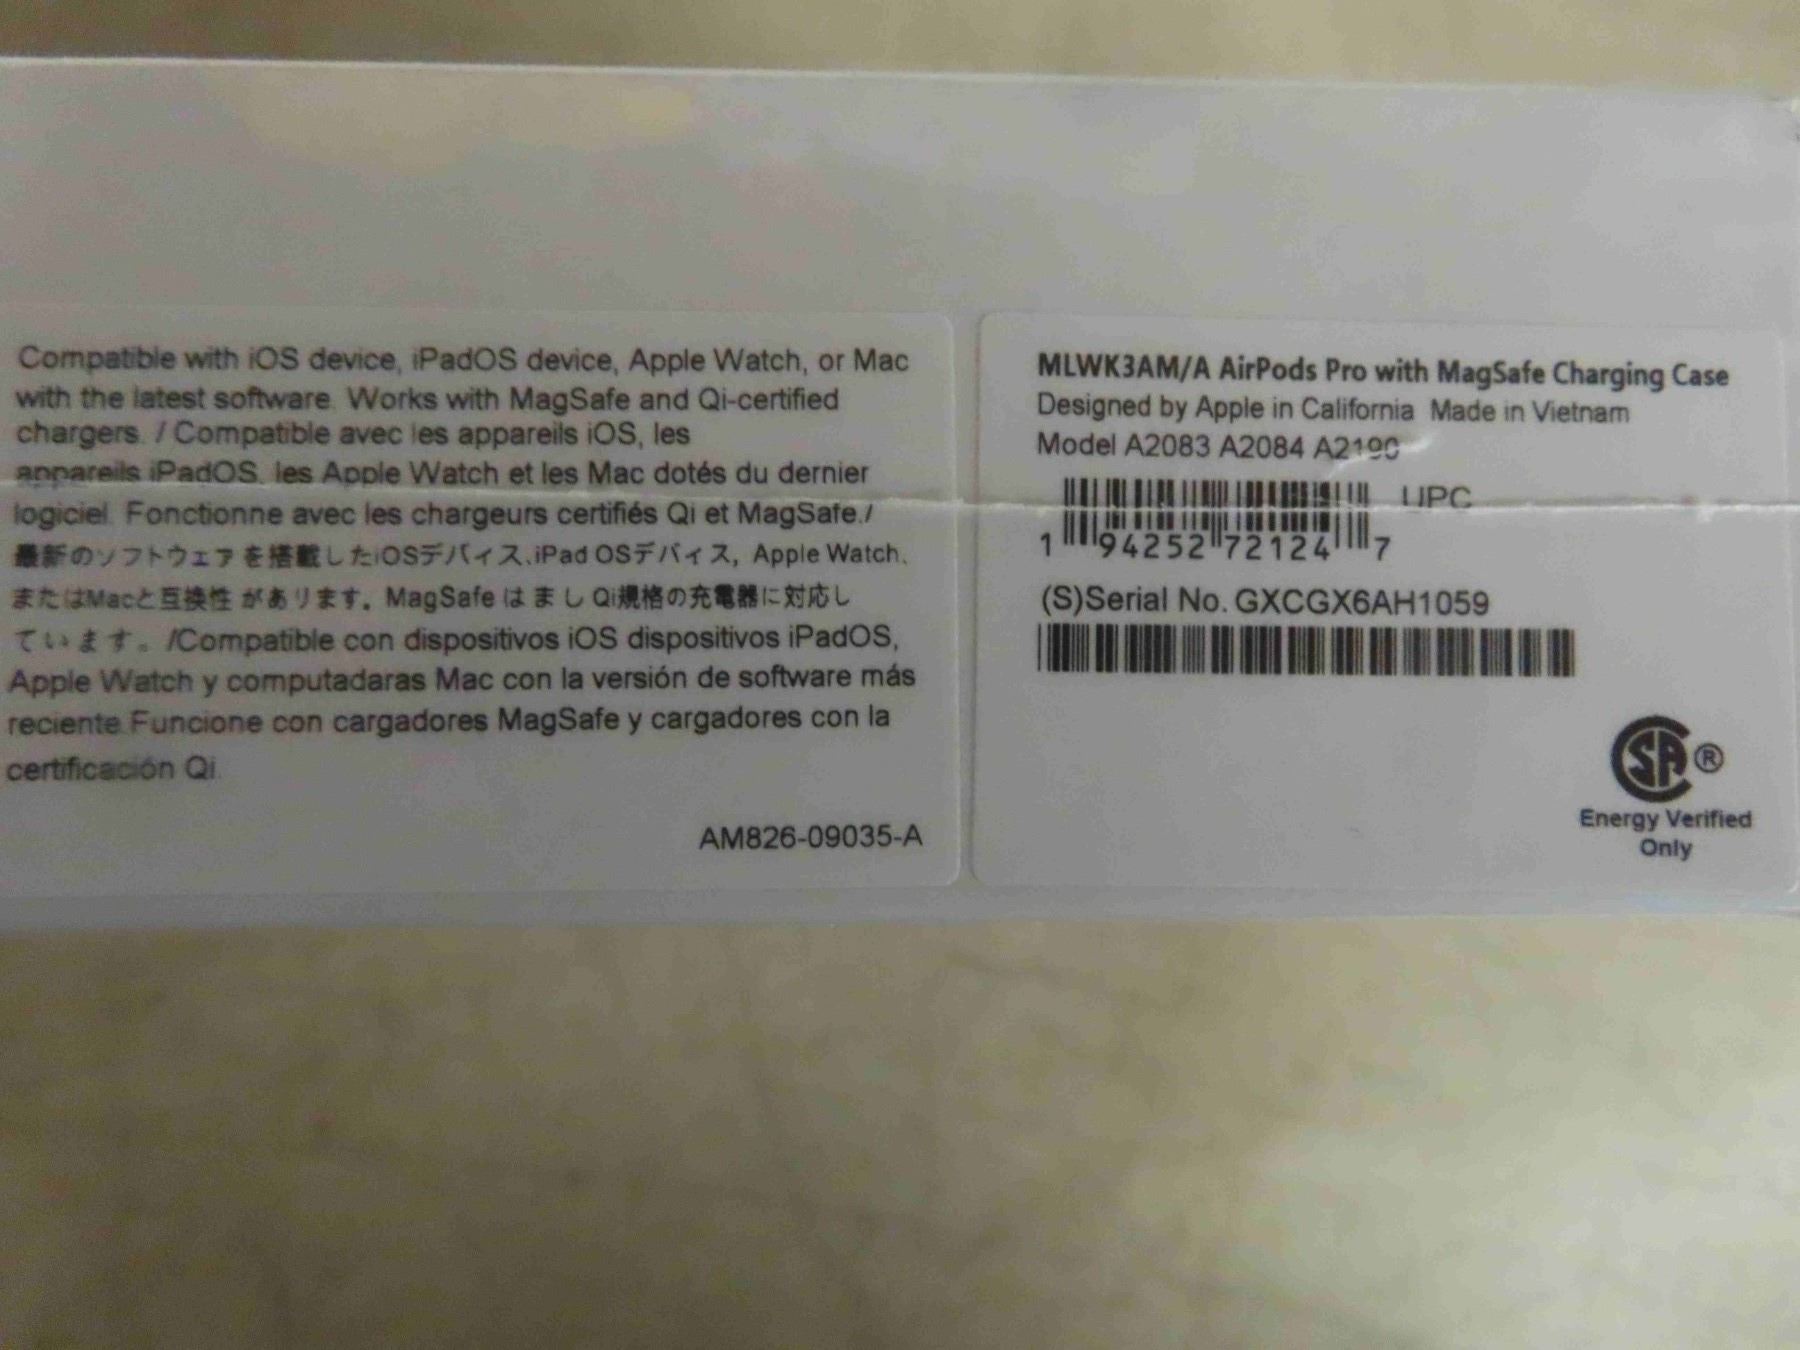 Compatible with iOS device, iPadOS device, Apple Watch, or Mac
with the latest software. Works with MagSafe and Qi-certified
chargers. / Compatible avec les appareils iOS, les
appareils iPadOS, les Apple Watch et les Mac dotés du dernier
logiciel. Fonctionne avec les chargeurs certifiés Qi et MagSafe./
最新のソフトウェアを搭載したiOSデバイス、iPad OSデバイス, Apple Watch、
またはMacと互換性があります。MagSafe はまし Qi規格の充電器に対応し
ています。/Compatible con dispositivos iOS dispositivos iPadOS,
Apple Watch y computadaras Mac con la versión de software más
reciente.Funcione con cargadores MagSafe y cargadores con la
certificación Qi.
AM826-09035-A
MLWK3AM/A AirPods Pro with MagSafe Charging Case
Designed by Apple in California Made in Vietnam
Model A2083 A2084 A2190
UPC
1 94252 72124 7
(S)Serial No. GXCGX6AH1059
SA ®
Energy Verified
Only